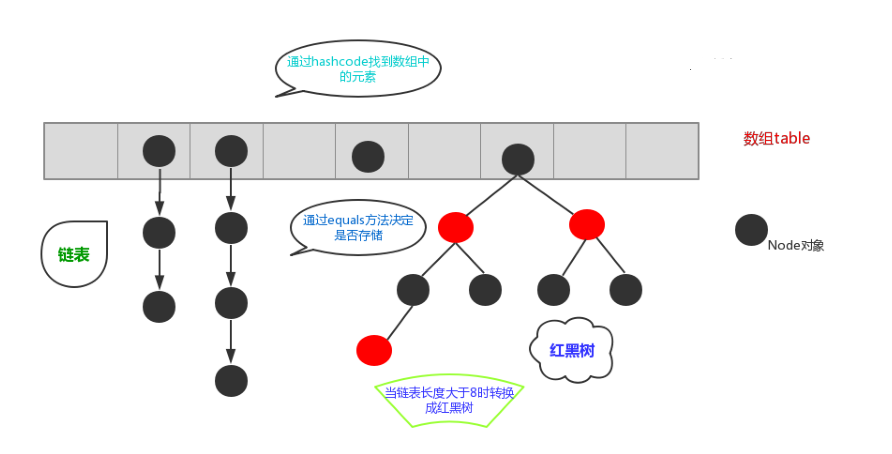 通过hashcode找到数组中
的元素
数组table
通过equals方法决定
是否存储
链表
Node对象
红黑树
当链表长度大于8时转换
成红黑树